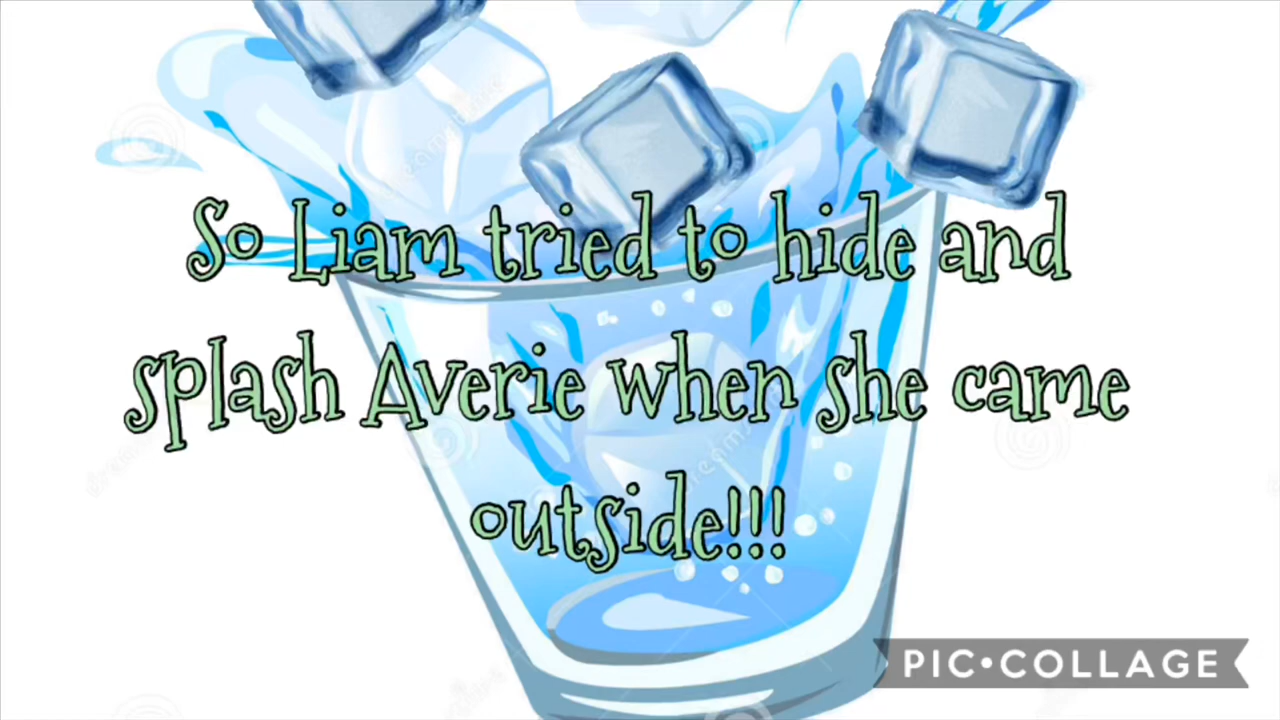 So Liam tried to hide and
splash Averie when she came
outside!!!
PIC•COLLAGE